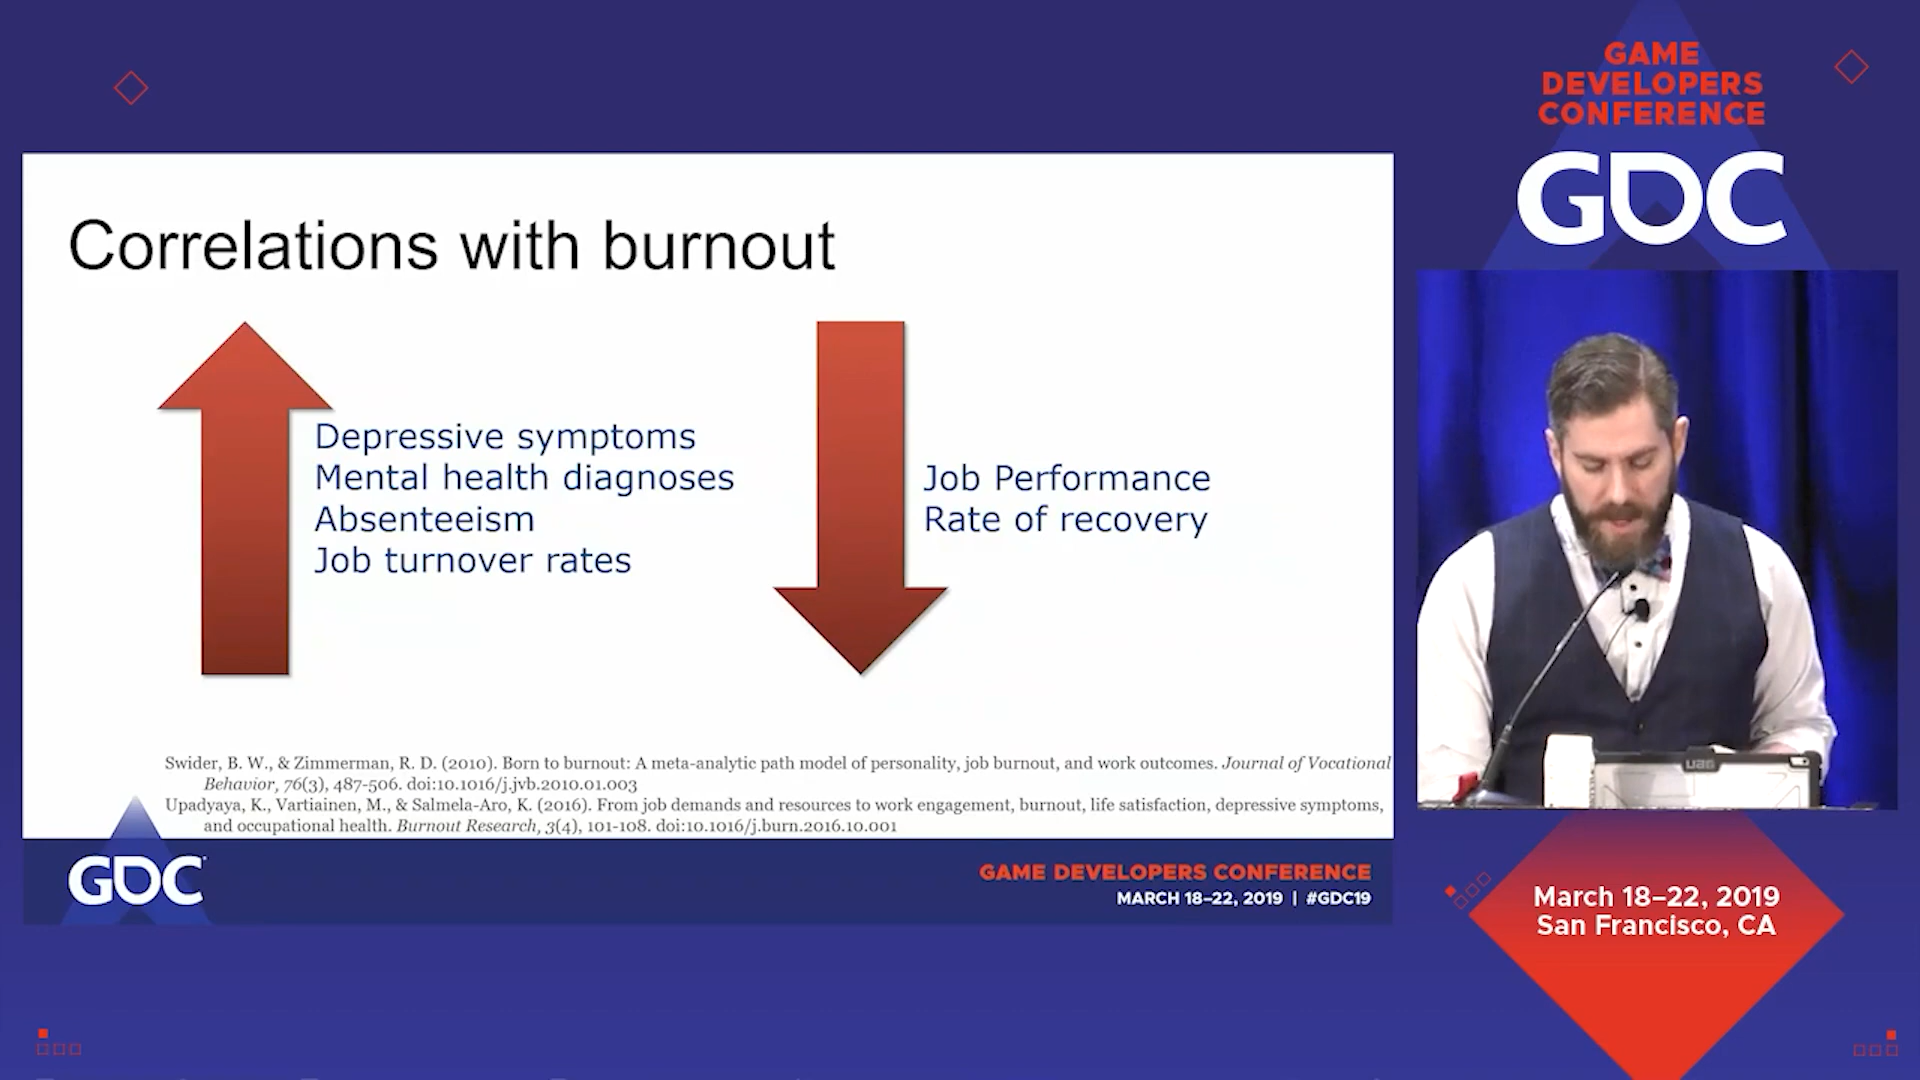 Correlations with burnout
Depressive symptoms
Mental health diagnoses
Absenteeism
Job turnover rates
Job Performance
Rate of recovery
Swider, B. W., & Zimmerman, R. D. (2010). Born to burnout: A meta-analytic path model of personality, job burnout, and work outcomes. Journal of Vocational
Behavior, 76(3), 487-506. doi:10.1016/j.jvb.2010.01.003
Upadyaya, K., Vartiainen, M., & Salmela-Aro, K. (2016). From job demands and resources to work engagement, burnout, life satisfaction, depressive symptoms,
and occupational health. Burnout Research, 3(4), 101-108. doi:10.1016/j.burn.2016.10.001
GDC
GAME DEVELOPERS CONFERENCE
MARCH 18–22, 2019 | #GDC19
GAME
DEVELOPERS
CONFERENCE
GDC
UAG
March 18–22, 2019
San Francisco, CA